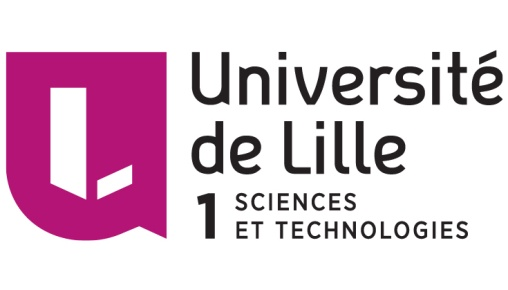 Université
de Lille
1 SCIENCES
ET TECHNOLOGIES